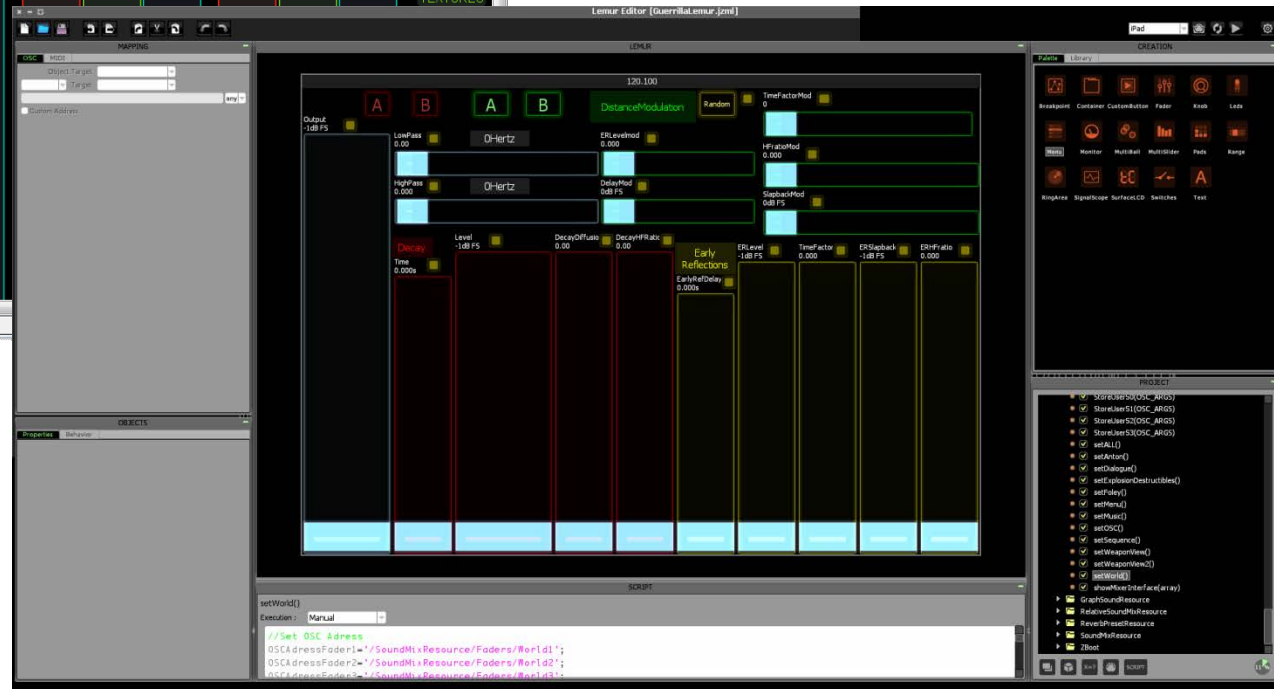 TEXTURES
Lemur Editor [GuerrillaLemur.jzml]
iPad
MAPPING
LEMUR
CREATION
OSC MIDI
Palette Library
Object Target
Target
any
Custom Address
Breakpoint Container CustomButton Fader Knob Leds
Menu Monitor MultiBall MultiSlider Pads Range
RingArea SignalScope SurfaceLCD Switches Text
120.100
A B A B DistanceModulation Random
TimeFactorMod
0
Output
-1dB FS
LowPass
0.00
0Hertz
ERLevelmod
0.000
HFratioMod
0.000
HighPass
0.000
0Hertz
DelayMod
0dB FS
SlapbackMod
0dB FS
Decay
Time
0.000s
Level
-1dB FS
DecayDiffusio
0.00
DecayHFRatio
0.00
Early
Reflections
EarlyRefDelay
0.000s
ERLevel
-1dB FS
TimeFactor
0.000
ERSlapback
-1dB FS
ERHFratio
0.000
OBJECTS
Properties Behavior
PROJECT
StoreUser50(OSC_ARGS)
StoreUser51(OSC_ARGS)
StoreUser52(OSC_ARGS)
StoreUser53(OSC_ARGS)
setALL()
setAnton()
setDialogue()
setExplosionDestructibles()
setFoley()
setMenu()
setMusic()
setOSC()
setSequence()
setWeaponView()
setWeaponView2()
setWorld()
showMixerInterface(array)
GraphSoundResource
RelativeSoundMixResource
ReverbPresetResource
SoundMixResource
ZBoot
SCRIPT
SCRIPT
setWorld()
Execution : Manual
//Set OSC Adress
OSCAdressFader1='/SoundMixResource/Faders/World1';
OSCAdressFader2='/SoundMixResource/Faders/World2';
OSCAdressFader3='/SoundMixResource/Faders/World3';